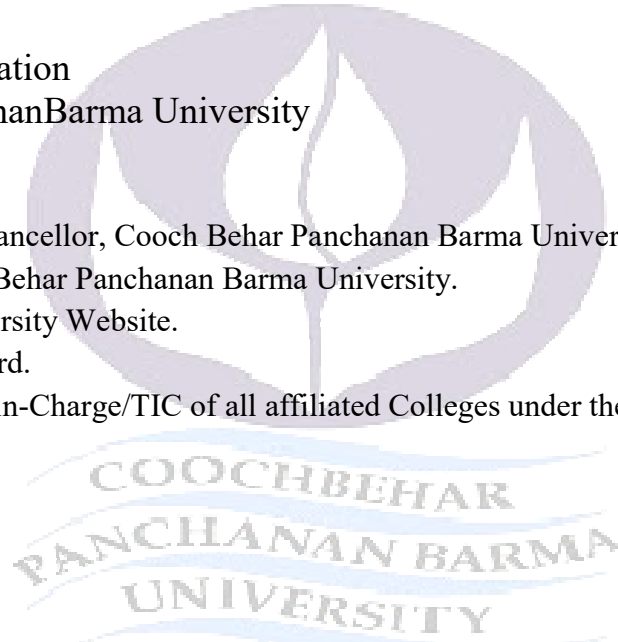 ation
nanBarma University
ancellor, Cooch Behar Panchanan Barma Univer
Behar Panchanan Barma University.
rsity Website.
rd.
in-Charge/TIC of all affiliated Colleges under the
COOCHBEHAR
PANCHANAN BARMA
UNIVERSITY